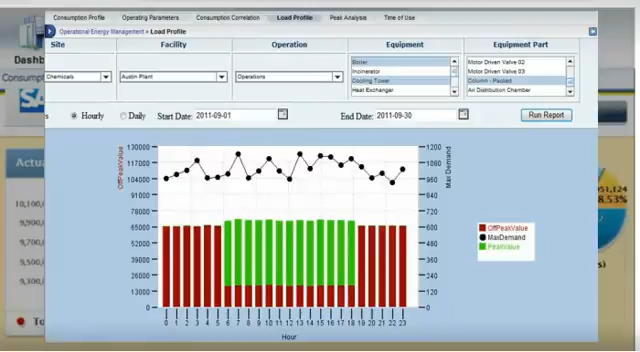 Consumption Profile Operating Parameters Consumption Correlation Load Profile Peak Analysis Time of Use
Operational Energy Management » Load Profile
Site Facility Operation Equipment Equipment Part
Chemicals Austin Plant Operations
Boiler
Incinerator
Cooling Tower
Heat Exchanger
Motor Driven Valve 02
Motor Driven Valve 03
Column - Packed
Air Distribution Chamber
s Hourly Daily Start Date: 2011-09-01 End Date: 2011-09-30 Run Report
Dashb
Consumpt
SA
Actua
10,100,
9,900,
9,700,
9,500,
9,300,
To
51,124
8.53%
s)
OffPeakValue
130000
117000
104000
91000
78000
65000
52000
39000
26000
13000
0
Max Demand
1200
1080
960
840
720
600
480
360
240
120
0
0 1 2 3 4 5 6 7 8 9 10 11 12 13 14 15 16 17 18 19 20 21 22 23
Hour
OffPeakValue
MaxDemand
PeakValue